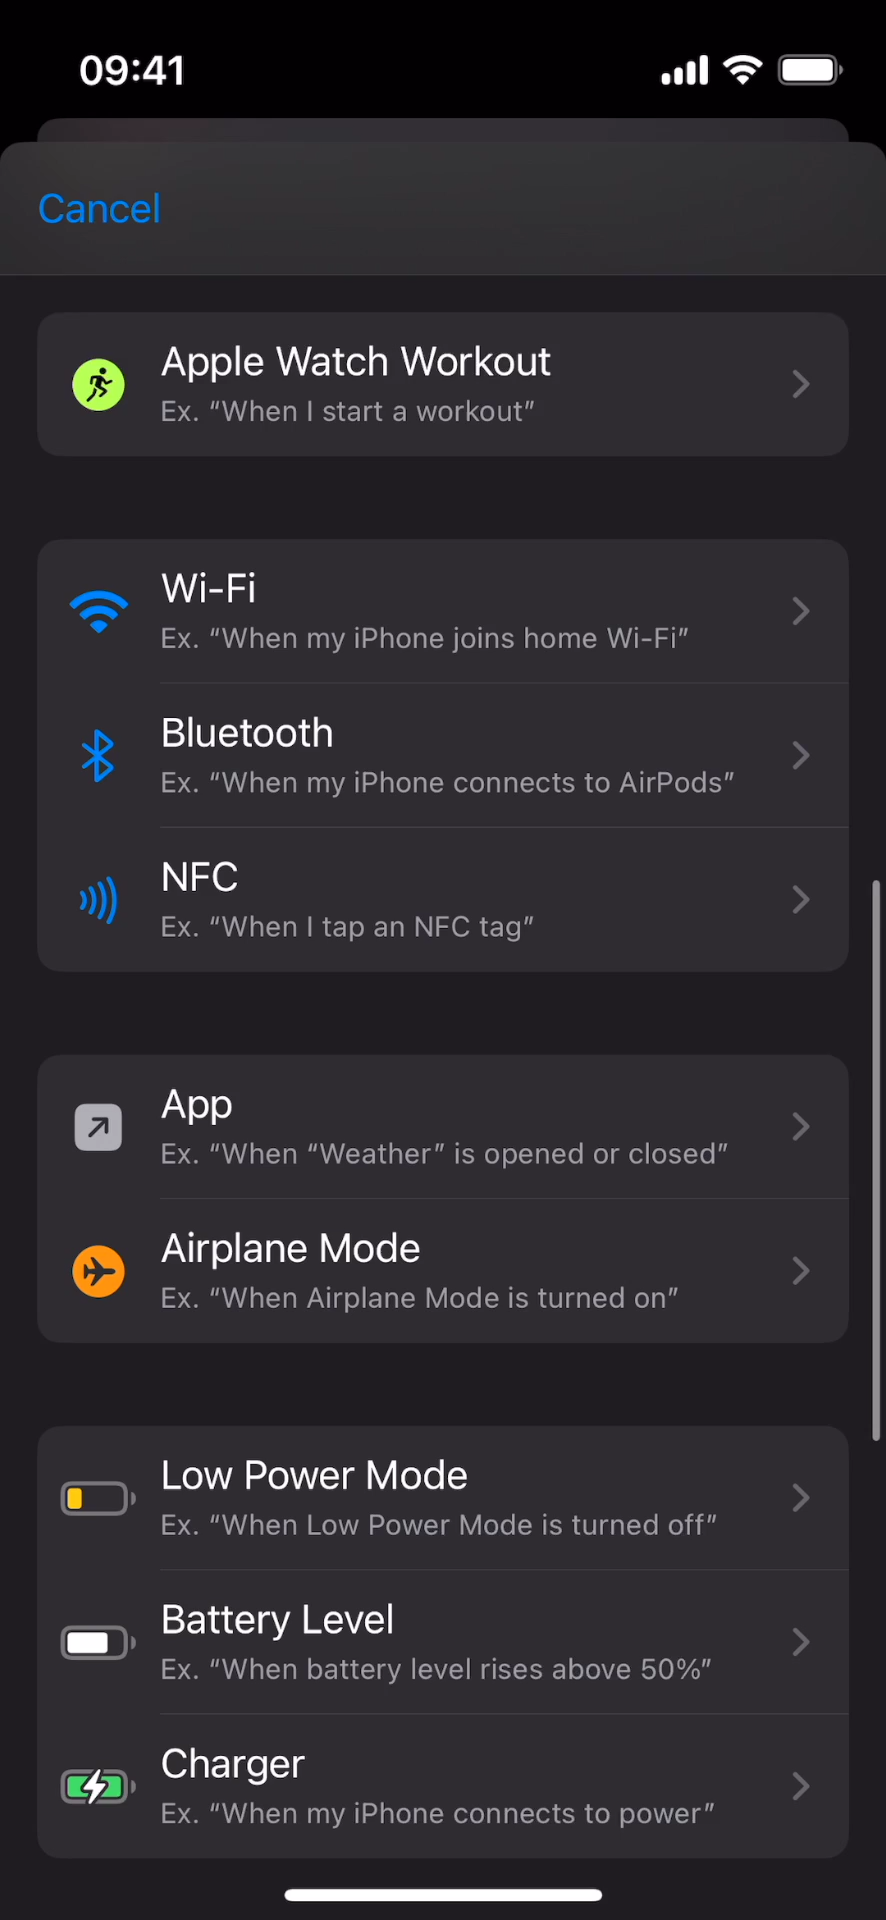 09:41
Cancel
Apple Watch Workout
Ex. “When I start a workout”
Wi-Fi
Ex. “When my iPhone joins home Wi-Fi”
Bluetooth
Ex. “When my iPhone connects to AirPods”
NFC
Ex. “When I tap an NFC tag”
App
Ex. “When “Weather” is opened or closed”
Airplane Mode
Ex. “When Airplane Mode is turned on”
Low Power Mode
Ex. “When Low Power Mode is turned off”
Battery Level
Ex. “When battery level rises above 50%”
Charger
Ex. “When my iPhone connects to power”